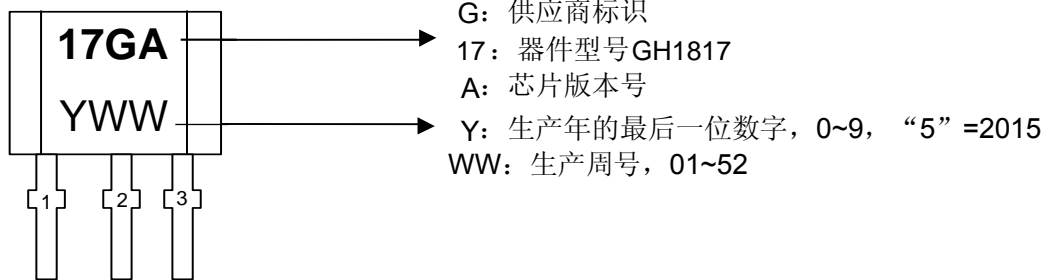 G：供应商标识
17GA
17：器件型号GH1817
A：芯片版本号
YWW
Y：生产年的最后一位数字，0~9，“5”=2015
WW：生产周号，01~52
1 2 3